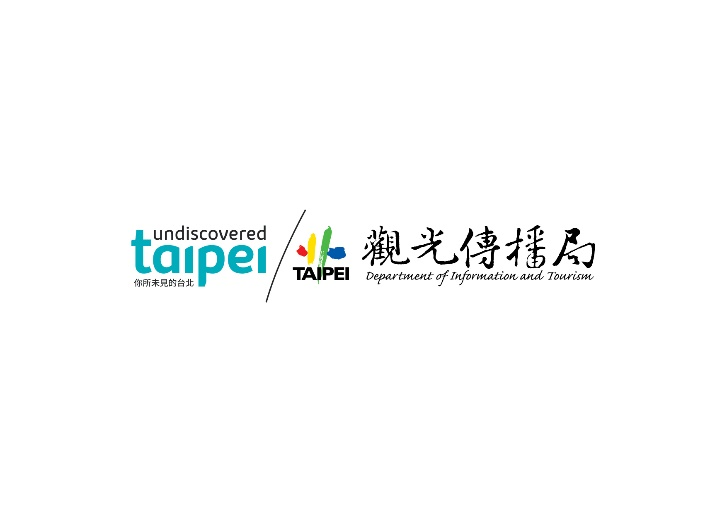 undiscovered
taipei
你所未見的台北
TAIPEI
觀光傳播局
Department of Information and Tourism